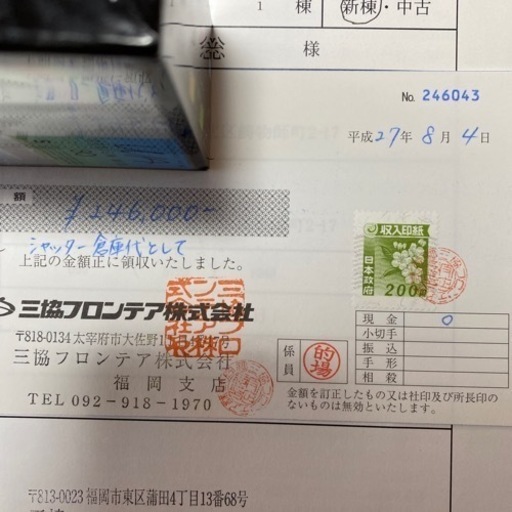 1 棟 新棟・中古
様
No. 246043
平成27年8月4日
額 ¥246,000-
シャッター倉庫代として
上記の金額正に領収いたしました。
収入印紙
日本政府
200円
三協フロンテア株式会社
〒818-0134 太宰府市大佐野
三協フロンテア株式会社
福岡支店
TEL 092-918-1970
係員 的場
現金 0
小切手
振込
手形
相殺
金額を訂正したもの又は社印及び所長印の
ないものは無効といたします。
〒813-0023 福岡市東区蒲田4丁目13番68号